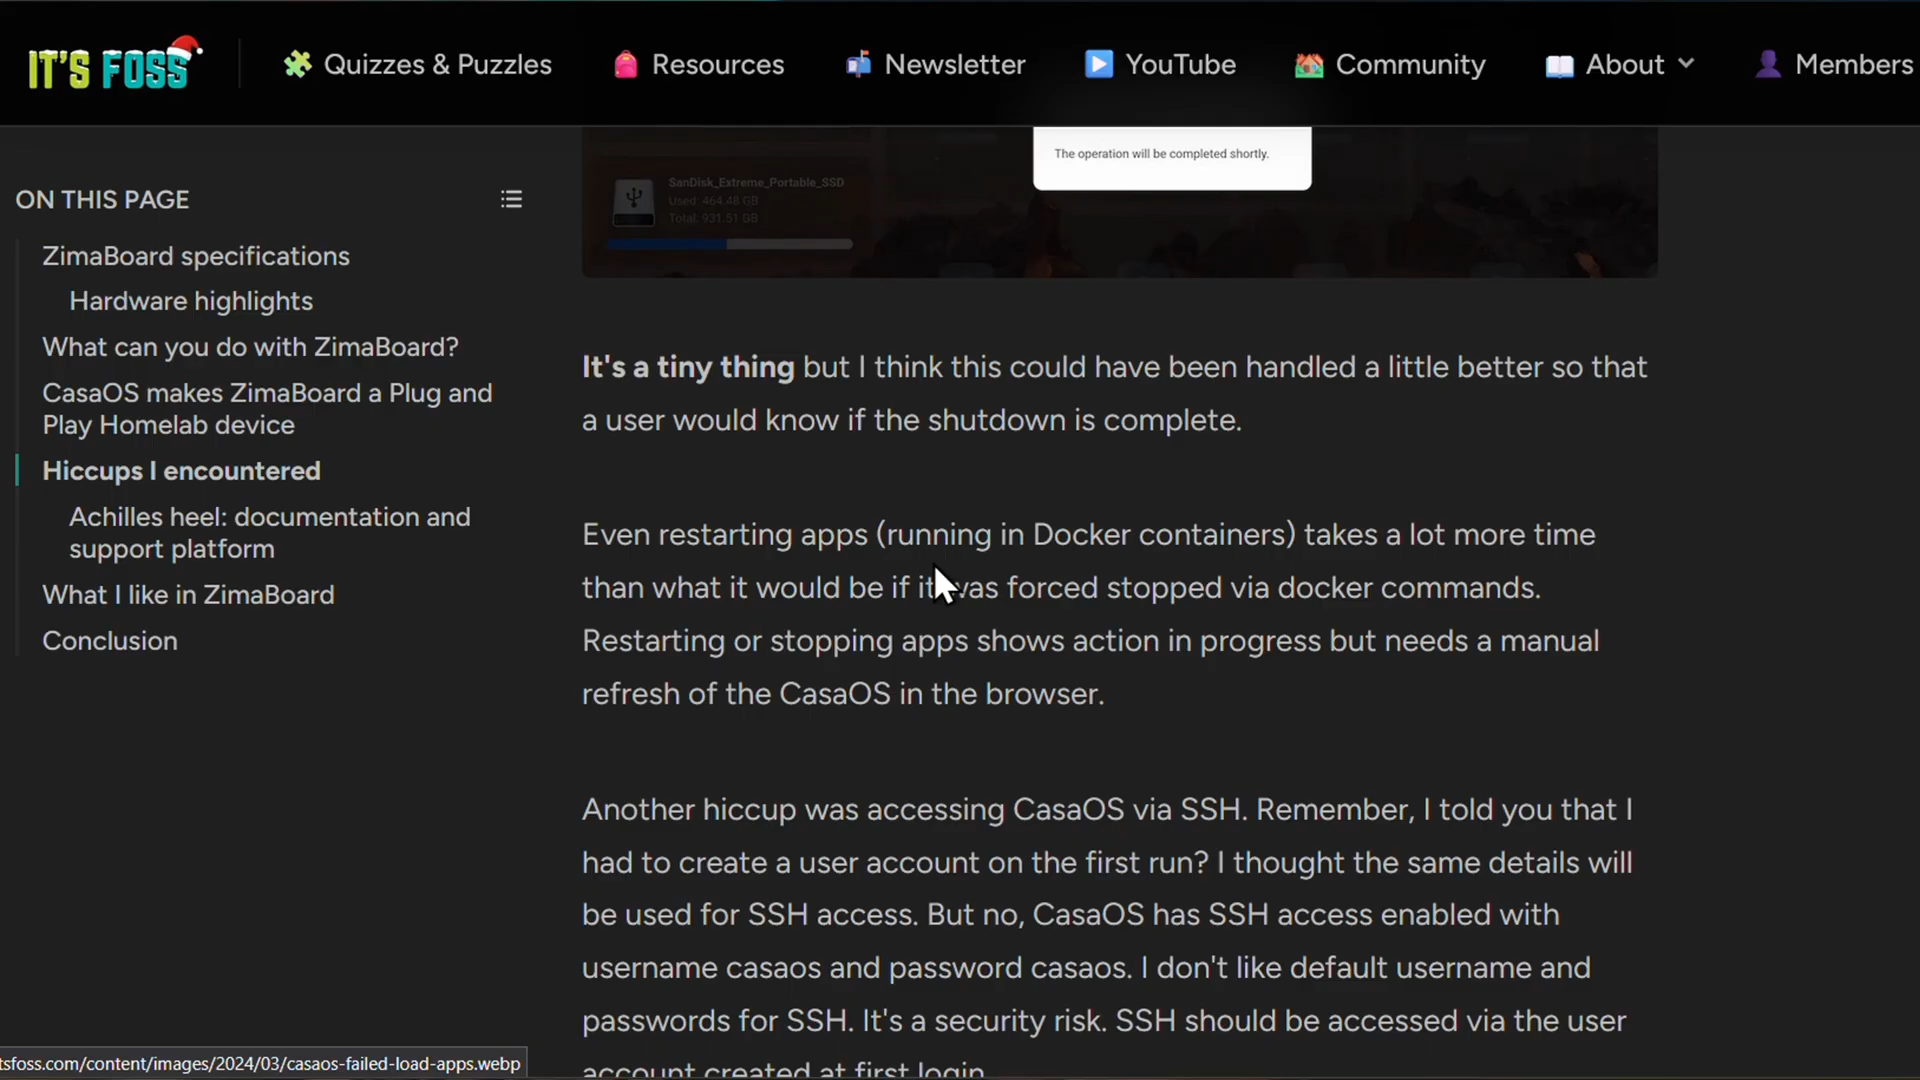 IT'S FOSS
Quizzes & Puzzles
Resources
Newsletter
YouTube
Community
About
Members
ON THIS PAGE
ZimaBoard specifications
Hardware highlights
What can you do with ZimaBoard?
CasaOS makes ZimaBoard a Plug and
Play Homelab device
Hiccups I encountered
Achilles heel: documentation and
support platform
What I like in ZimaBoard
Conclusion
The operation will be completed shortly.
SanDisk_Extreme_Portable_SSD
Used: 464.48 GB
Total: 931.51 GB
It's a tiny thing but I think this could have been handled a little better so that
a user would know if the shutdown is complete.
Even restarting apps (running in Docker containers) takes a lot more time
than what it would be if it was forced stopped via docker commands.
Restarting or stopping apps shows action in progress but needs a manual
refresh of the CasaOS in the browser.
Another hiccup was accessing CasaOS via SSH. Remember, I told you that I
had to create a user account on the first run? I thought the same details will
be used for SSH access. But no, CasaOS has SSH access enabled with
username casaos and password casaos. I don't like default username and
passwords for SSH. It's a security risk. SSH should be accessed via the user
account created at first login
tsfoss.com/content/images/2024/03/casaos-failed-load-apps.webp